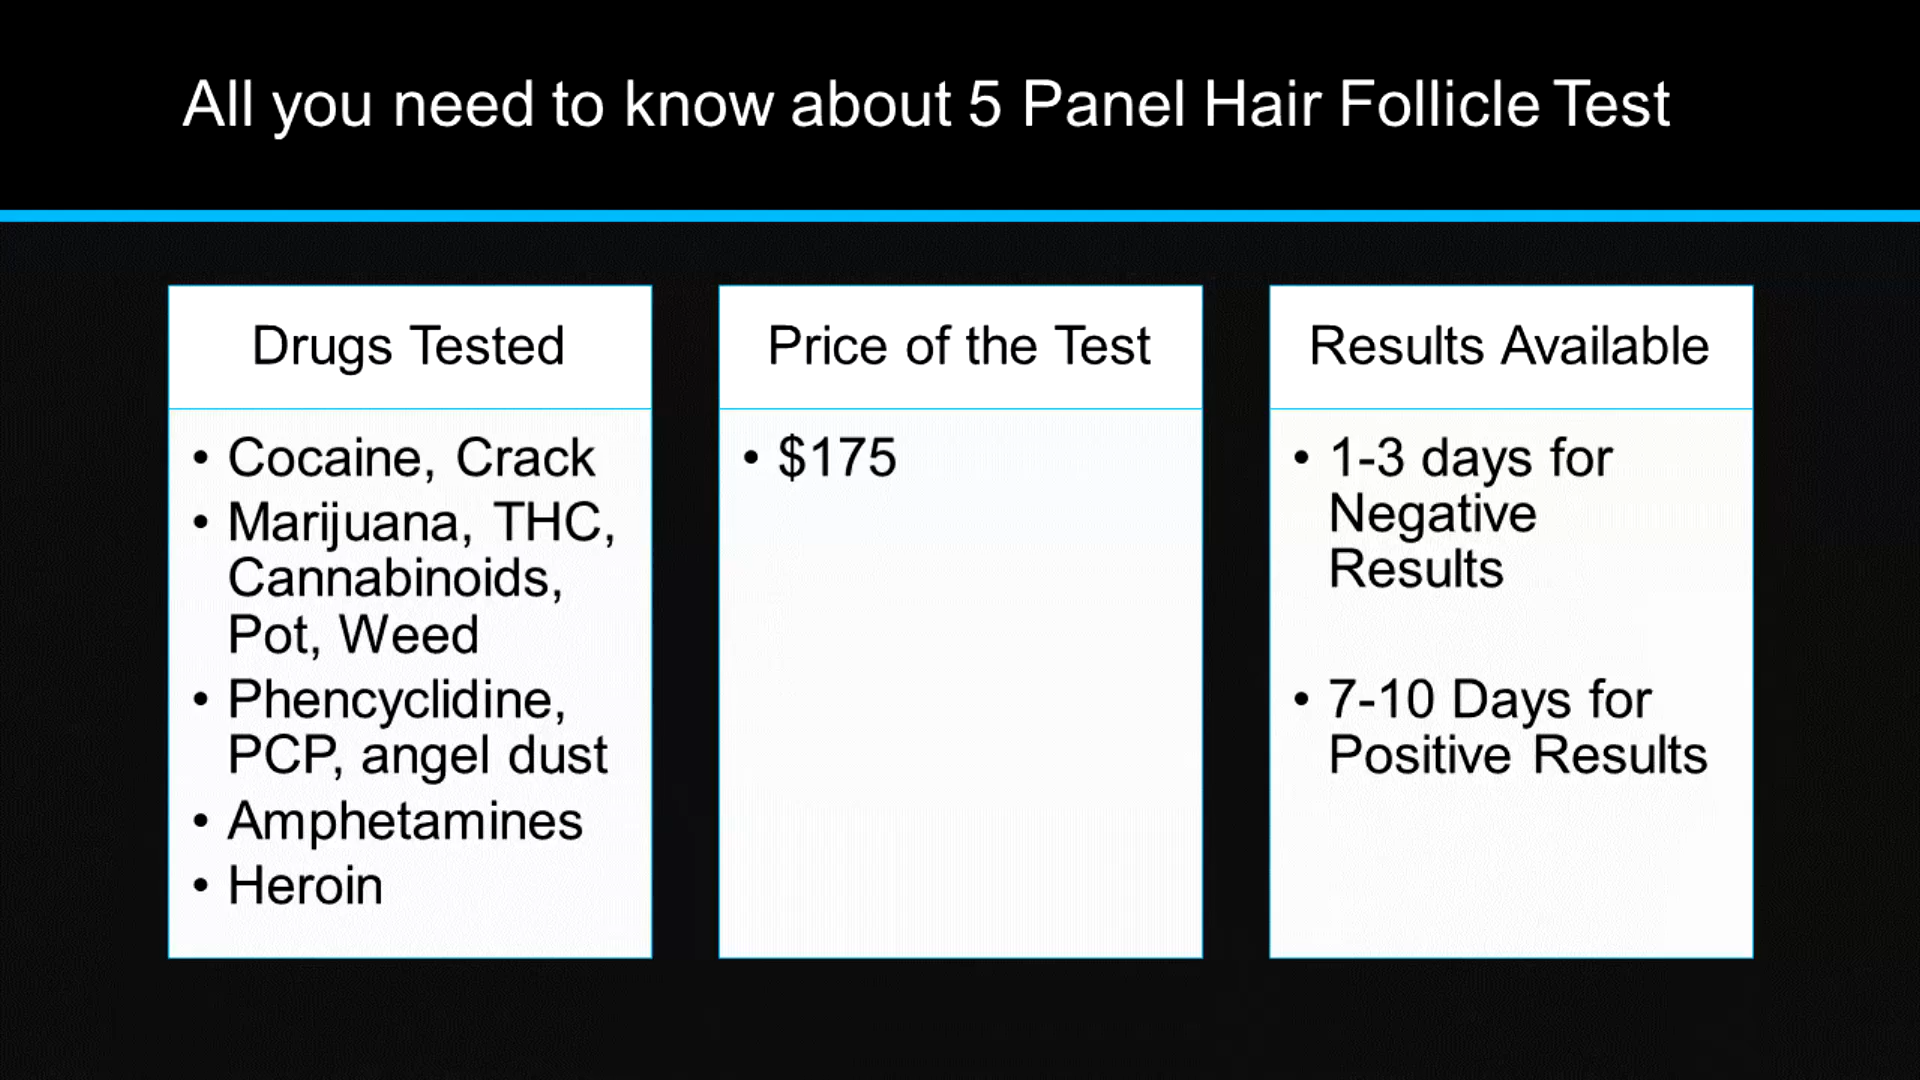 All you need to know about 5 Panel Hair Follicle Test
Drugs Tested
• Cocaine, Crack
• Marijuana, THC,
Cannabinoids,
Pot, Weed
• Phencyclidine,
PCP, angel dust
• Amphetamines
• Heroin
Price of the Test
• $175
Results Available
• 1-3 days for
Negative
Results
• 7-10 Days for
Positive Results